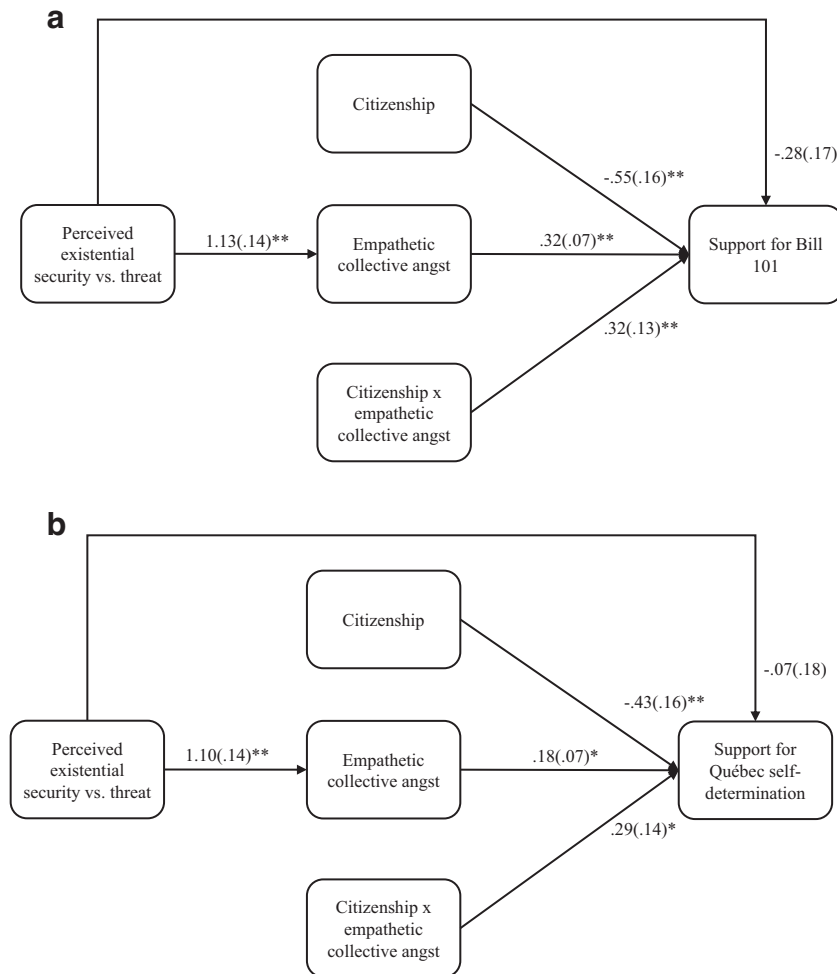 a
Citizenship
-.28(.17)
-.55(.16)**
Perceived
existential
security vs. threat
1.13(.14)**
Empathetic
collective angst
.32(.07)**
Support for Bill
101
.32(.13)**
Citizenship x
empathetic
collective angst
b
Citizenship
-.07(.18)
-.43(.16)**
Perceived
existential
security vs. threat
1.10(.14)**
Empathetic
collective angst
.18(.07)*
Support for
Québec self-
determination
.29(.14)*
Citizenship x
empathetic
collective angst